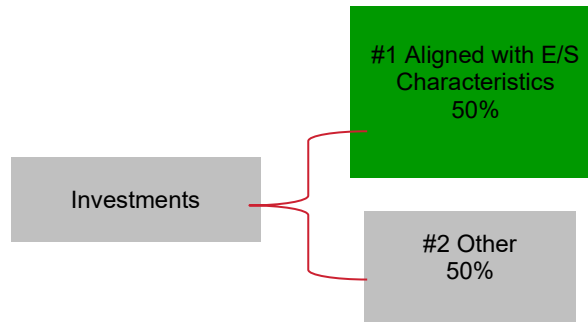 #1 Aligned with E/S
Characteristics
50%
Investments
#2 Other
50%